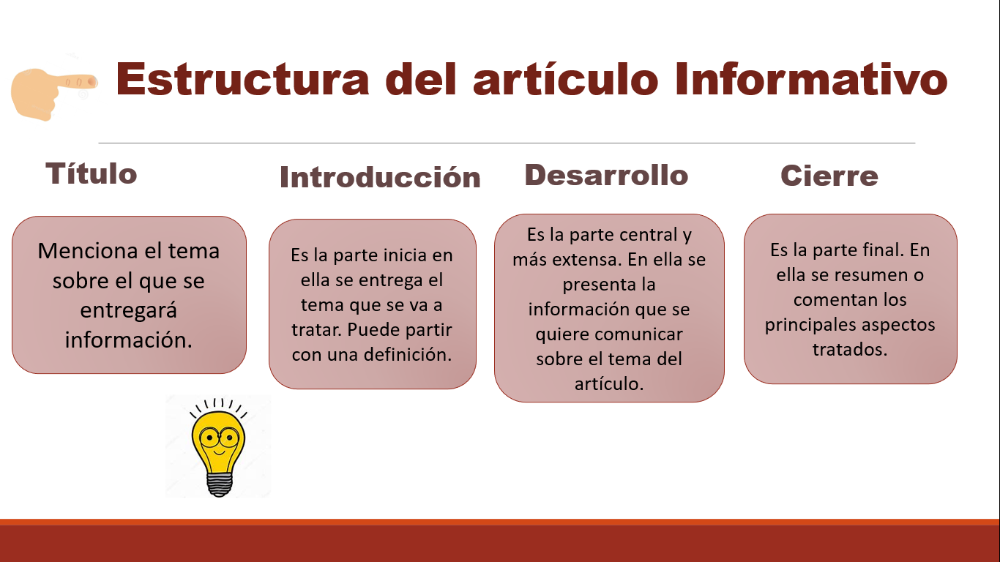 Estructura del artículo Informativo
Título
Menciona el tema
sobre el que se
entregará
información.
Introducción
Es la parte inicia en
ella se entrega el
tema que se va a
tratar. Puede partir
con una definición.
Desarrollo
Es la parte central y
más extensa. En ella se
presenta la
información que se
quiere comunicar
sobre el tema del
artículo.
Cierre
Es la parte final. En
ella se resumen o
comentan los
principales aspectos
tratados.